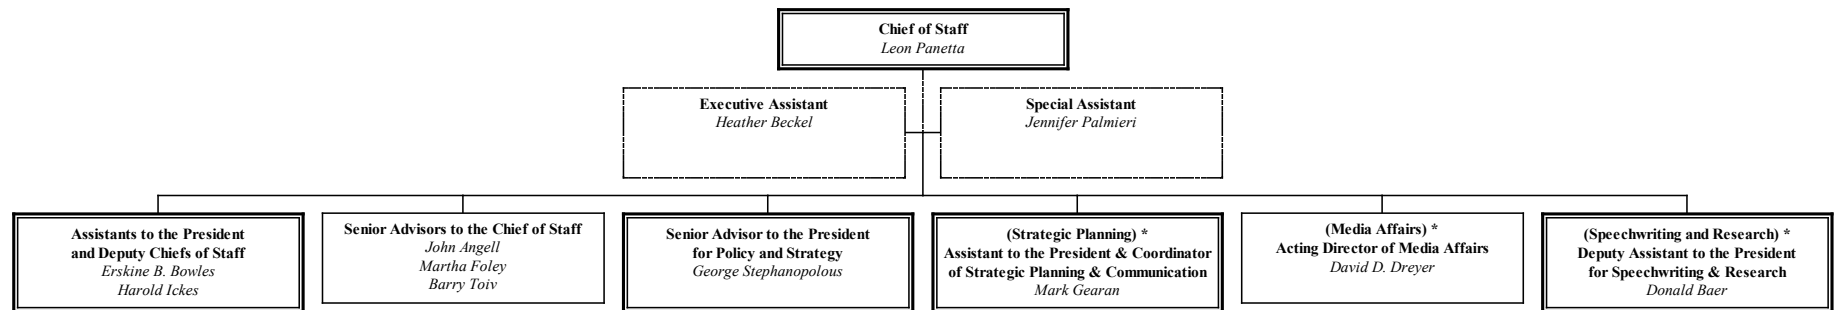 Chief of Staff
Leon Panetta
Executive Assistant
Heather Beckel
Special Assistant
Jennifer Palmieri
Assistants to the President
and Deputy Chiefs of Staff
Erskine B. Bowles
Harold Ickes
Senior Advisors to the Chief of Staff
John Angell
Martha Foley
Barry Toiv
Senior Advisor to the President
for Policy and Strategy
George Stephanopolous
(Strategic Planning) *
Assistant to the President & Coordinator
of Strategic Planning & Communication
Mark Gearan
(Media Affairs) *
Acting Director of Media Affairs
David D. Dreyer
(Speechwriting and Research) *
Deputy Assistant to the President
for Speechwriting & Research
Donald Baer